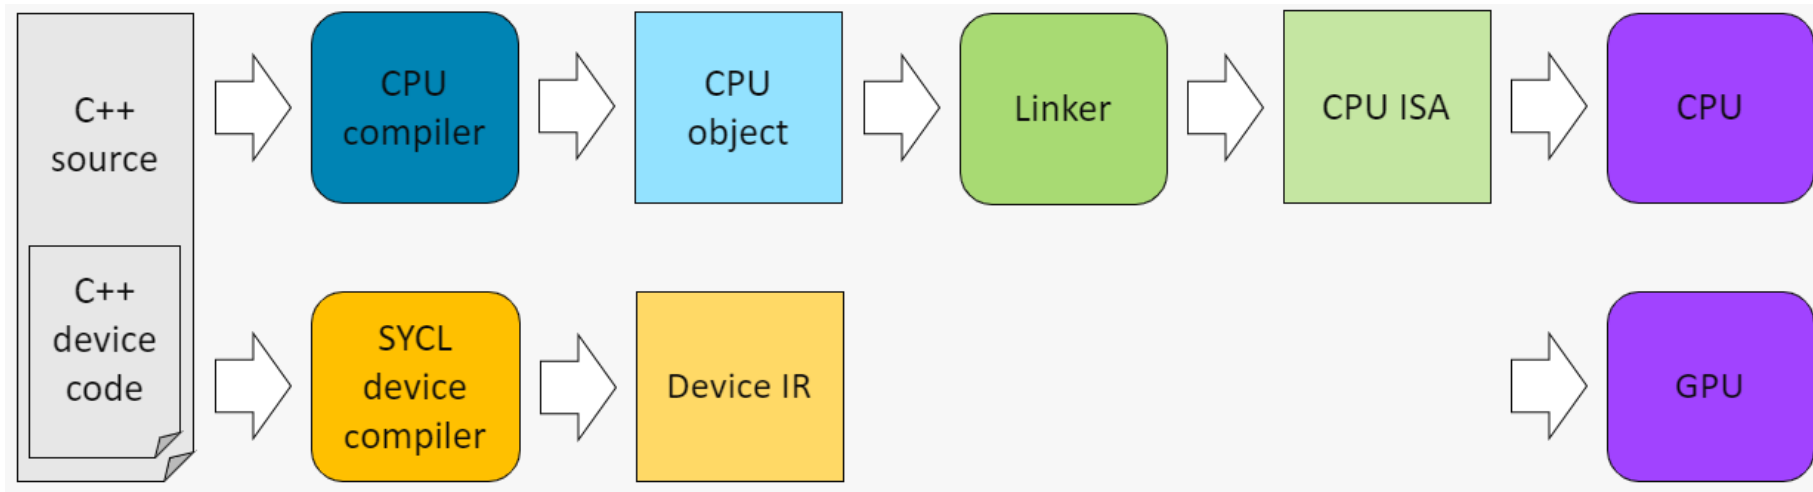 C++
source
CPU
compiler
CPU
object
Linker
CPU ISA
CPU
C++
device
code
SYCL
device
compiler
Device IR
GPU